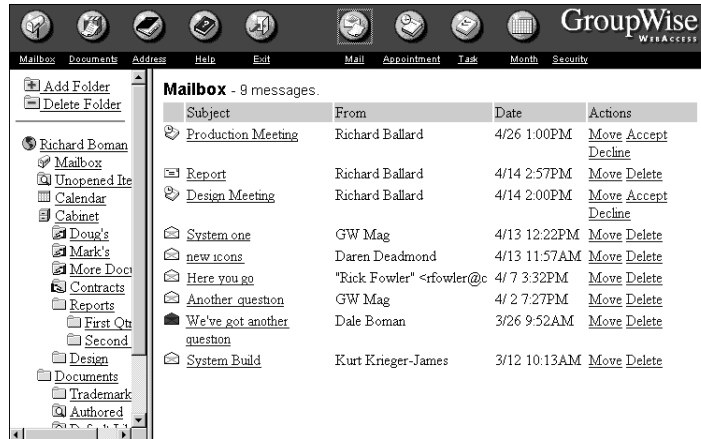 GroupWise
WEBACCESS
Mailbox Documents Address Help Exit Mail Appointment Task Month Security
Add Folder
Delete Folder
Richard Boman
Mailbox
Unopened Ite
Calendar
Cabinet
Doug's
Mark's
More Docu
Contracts
Reports
First Qtr
Second
Design
Documents
Trademark
Authored
Mailbox - 9 messages.
Subject From Date Actions
Production Meeting Richard Ballard 4/26 1:00PM Move Accept
Decline
Report Richard Ballard 4/14 2:57PM Move Delete
Design Meeting Richard Ballard 4/14 2:00PM Move Accept
Decline
System one GW Mag 4/13 12:22PM Move Delete
new icons Daren Deadmond 4/13 11:57AM Move Delete
Here you go "Rick Fowler" <rfowler@c 4/ 7 3:32PM Move Delete
Another question GW Mag 4/ 2 7:27PM Move Delete
We've got another Dale Boman 3/26 9:52AM Move Delete
question
System Build Kurt Krieger-James 3/12 10:13AM Move Delete